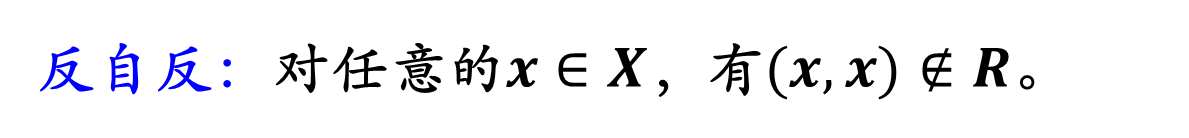 反自反：对任意的x ∈ X，有(x, x) ∉ R。